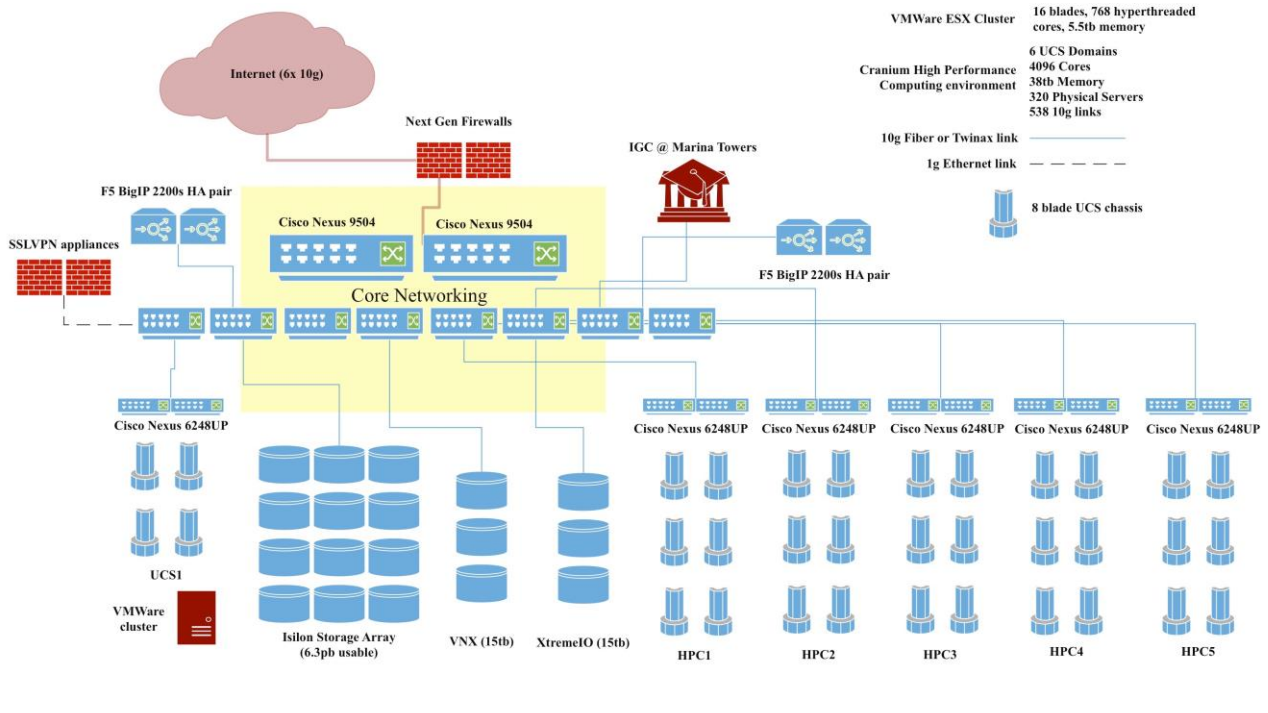 VMWare ESX Cluster
16 blades, 768 hyperthreaded
cores, 5.5tb memory
Cranium High Performance
Computing environment
6 UCS Domains
4096 Cores
38tb Memory
320 Physical Servers
538 10g links
10g Fiber or Twinax link
1g Ethernet link
8 blade UCS chassis
Internet (6x 10g)
Next Gen Firewalls
IGC @ Marina Towers
F5 BigIP 2200s HA pair
SSLVPN appliances
Cisco Nexus 9504
Cisco Nexus 9504
F5 BigIP 2200s HA pair
Core Networking
Cisco Nexus 6248UP
Cisco Nexus 6248UP
Cisco Nexus 6248UP
Cisco Nexus 6248UP
Cisco Nexus 6248UP
Cisco Nexus 6248UP
UCS1
VMWare
cluster
Isilon Storage Array
(6.3pb usable)
VNX (15tb)
XtremeIO (15tb)
HPC1
HPC2
HPC3
HPC4
HPC5